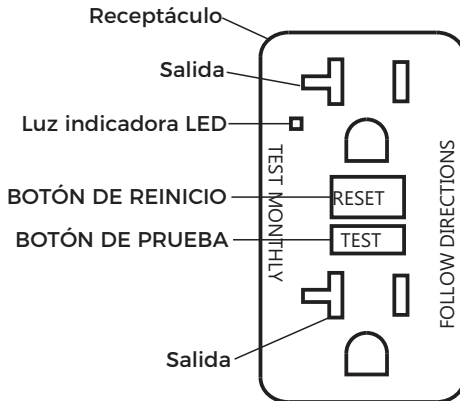 Receptáculo
Salida
Luz indicadora LED
BOTÓN DE REINICIO
BOTÓN DE PRUEBA
Salida
TEST MONTHLY
RESET
TEST
FOLLOW DIRECTIONS